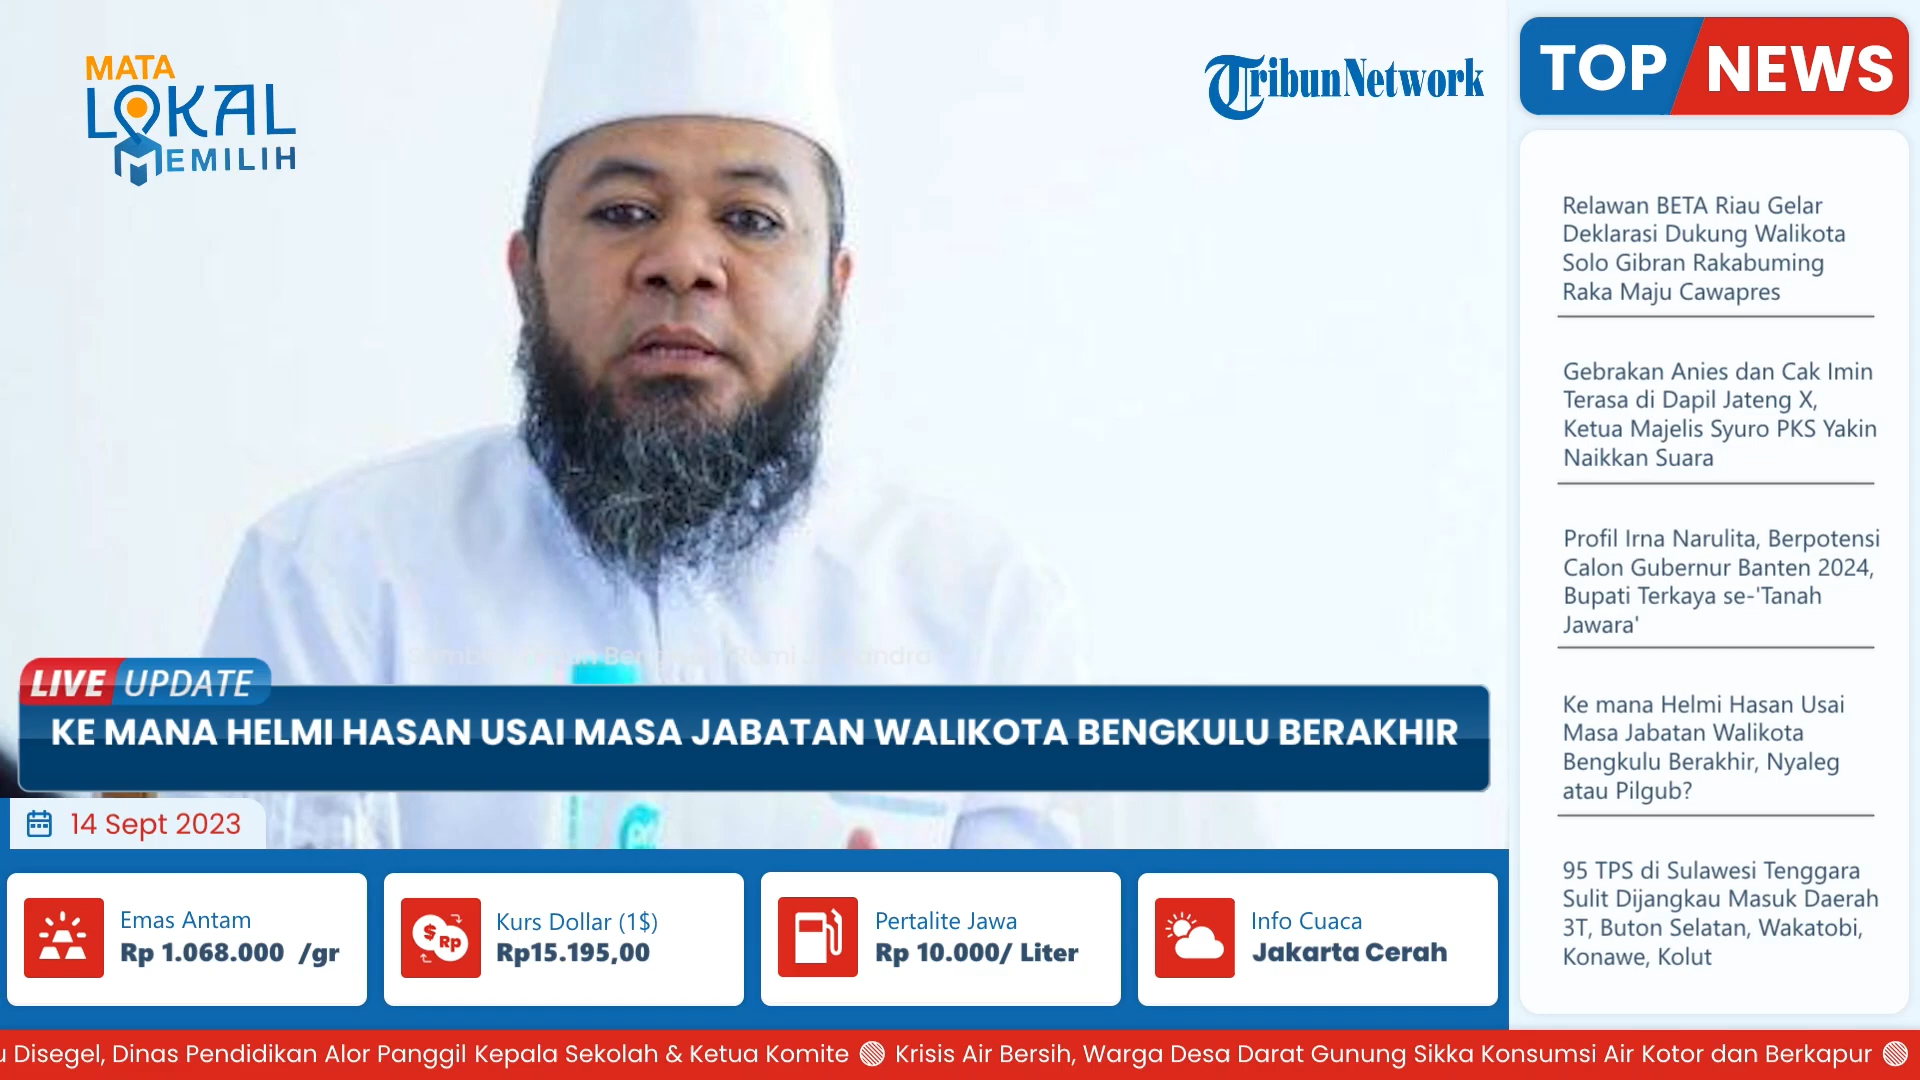 MATA
LOKAL
MEMILIH
TribunNetwork
TOP NEWS
Relawan BETA Riau Gelar
Deklarasi Dukung Walikota
Solo Gibran Rakabuming
Raka Maju Cawapres
Gebrakan Anies dan Cak Imin
Terasa di Dapil Jateng X,
Ketua Majelis Syuro PKS Yakin
Naikkan Suara
Profil Irna Narulita, Berpotensi
Calon Gubernur Banten 2024,
Bupati Terkaya se-'Tanah
Jawara'
Ke mana Helmi Hasan Usai
Masa Jabatan Walikota
Bengkulu Berakhir, Nyaleg
atau Pilgub?
95 TPS di Sulawesi Tenggara
Sulit Dijangkau Masuk Daerah
3T, Buton Selatan, Wakatobi,
Konawe, Kolut
LIVE UPDATE
KE MANA HELMI HASAN USAI MASA JABATAN WALIKOTA BENGKULU BERAKHIR
14 Sept 2023
Emas Antam
Rp 1.068.000 /gr
Kurs Dollar (1$)
Rp15.195,00
Pertalite Jawa
Rp 10.000/ Liter
Info Cuaca
Jakarta Cerah
Disegel, Dinas Pendidikan Alor Panggil Kepala Sekolah & Ketua Komite Krisis Air Bersih, Warga Desa Darat Gunung Sikka Konsumsi Air Kotor dan Berkapur